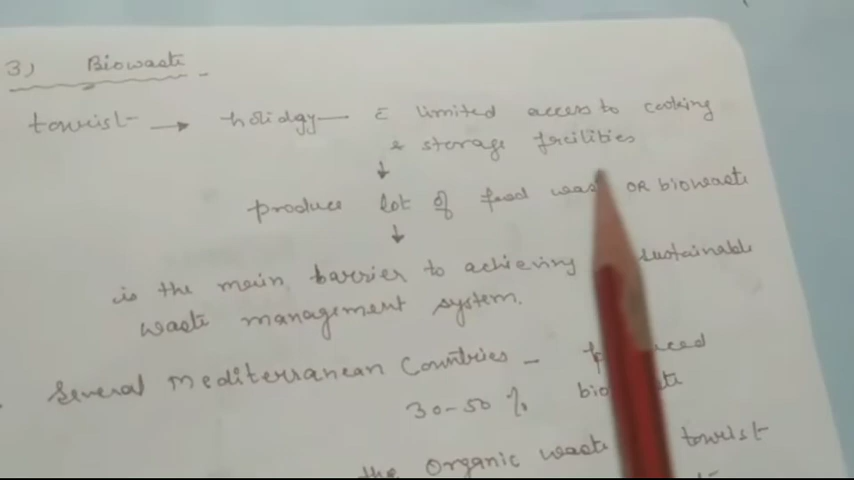 3) Biowaste
tourist → holiday — c̄ limited access to cooking
& storage facilities
↓
produce lot of food was OR biowaste
↓
is the main barrier to achieving sustainable
waste management system.
Several Mediterranean Countries -
30-50 %
the organic waste tourist